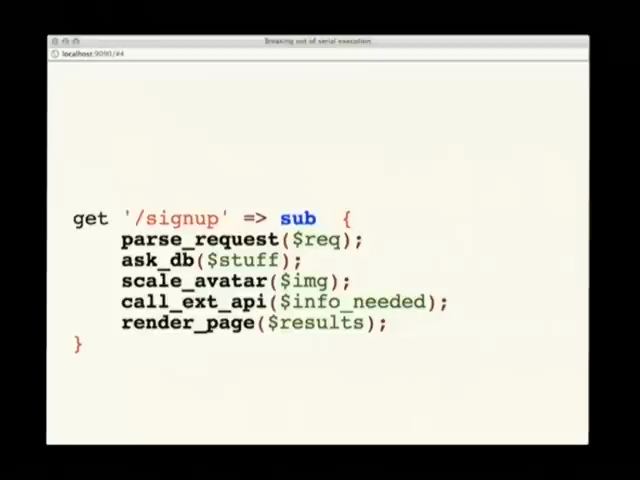 Breaking out of serial execution
localhost:9090/#4
get '/signup' => sub {
parse_request($req);
ask_db($stuff);
scale_avatar($img);
call_ext_api($info_needed);
render_page($results);
}